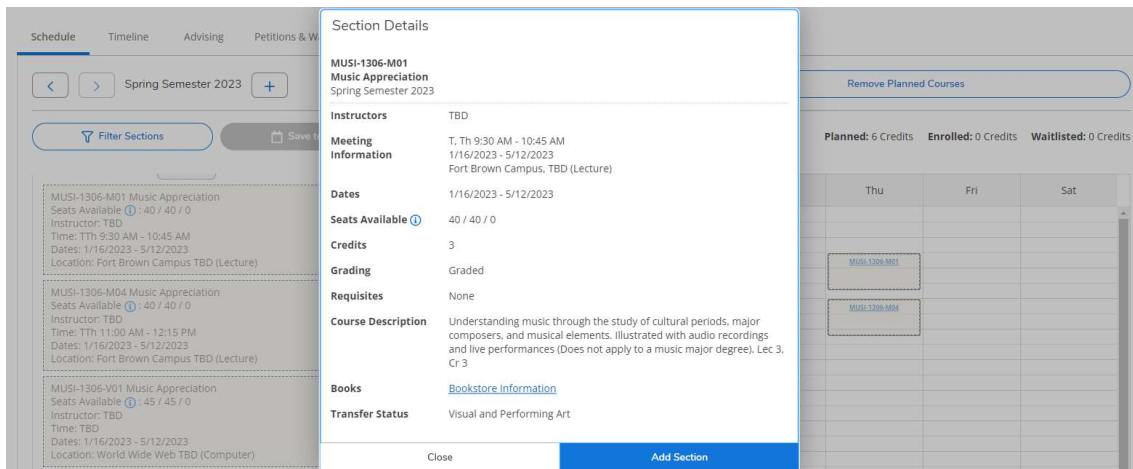 Schedule Timeline Advising Petitions & W
Spring Semester 2023
Remove Planned Courses
Filter Sections
Save to
Planned: 6 Credits Enrolled: 0 Credits Waitlisted: 0 Credits
Thu Fri Sat
MUSI-1306-M01 Music Appreciation
Seats Available : 40 / 40 / 0
Instructor: TBD
Time: TTh 9:30 AM - 10:45 AM
Dates: 1/16/2023 - 5/12/2023
Location: Fort Brown Campus TBD (Lecture)
MUSI-1306-M04 Music Appreciation
Seats Available : 40 / 40 / 0
Instructor: TBD
Time: TTh 11:00 AM - 12:15 PM
Dates: 1/16/2023 - 5/12/2023
Location: Fort Brown Campus TBD (Lecture)
MUSI-1306-V01 Music Appreciation
Seats Available : 45 / 45 / 0
Instructor: TBD
Time: TBD
Dates: 1/16/2023 - 5/12/2023
Location: World Wide Web TBD (Computer)
Section Details
MUSI-1306-M01
Music Appreciation
Spring Semester 2023
Instructors TBD
Meeting Information T, Th 9:30 AM - 10:45 AM
1/16/2023 - 5/12/2023
Fort Brown Campus, TBD (Lecture)
Dates 1/16/2023 - 5/12/2023
Seats Available 40 / 40 / 0
Credits 3
Grading Graded
Requisites None
Course Description Understanding music through the study of cultural periods, major
composers, and musical elements. Illustrated with audio recordings
and live performances (Does not apply to a music major degree). Lec 3,
Cr 3
Books Bookstore Information
Transfer Status Visual and Performing Art
Close Add Section
MUSI-1306-M01
MUSI-1306-M04